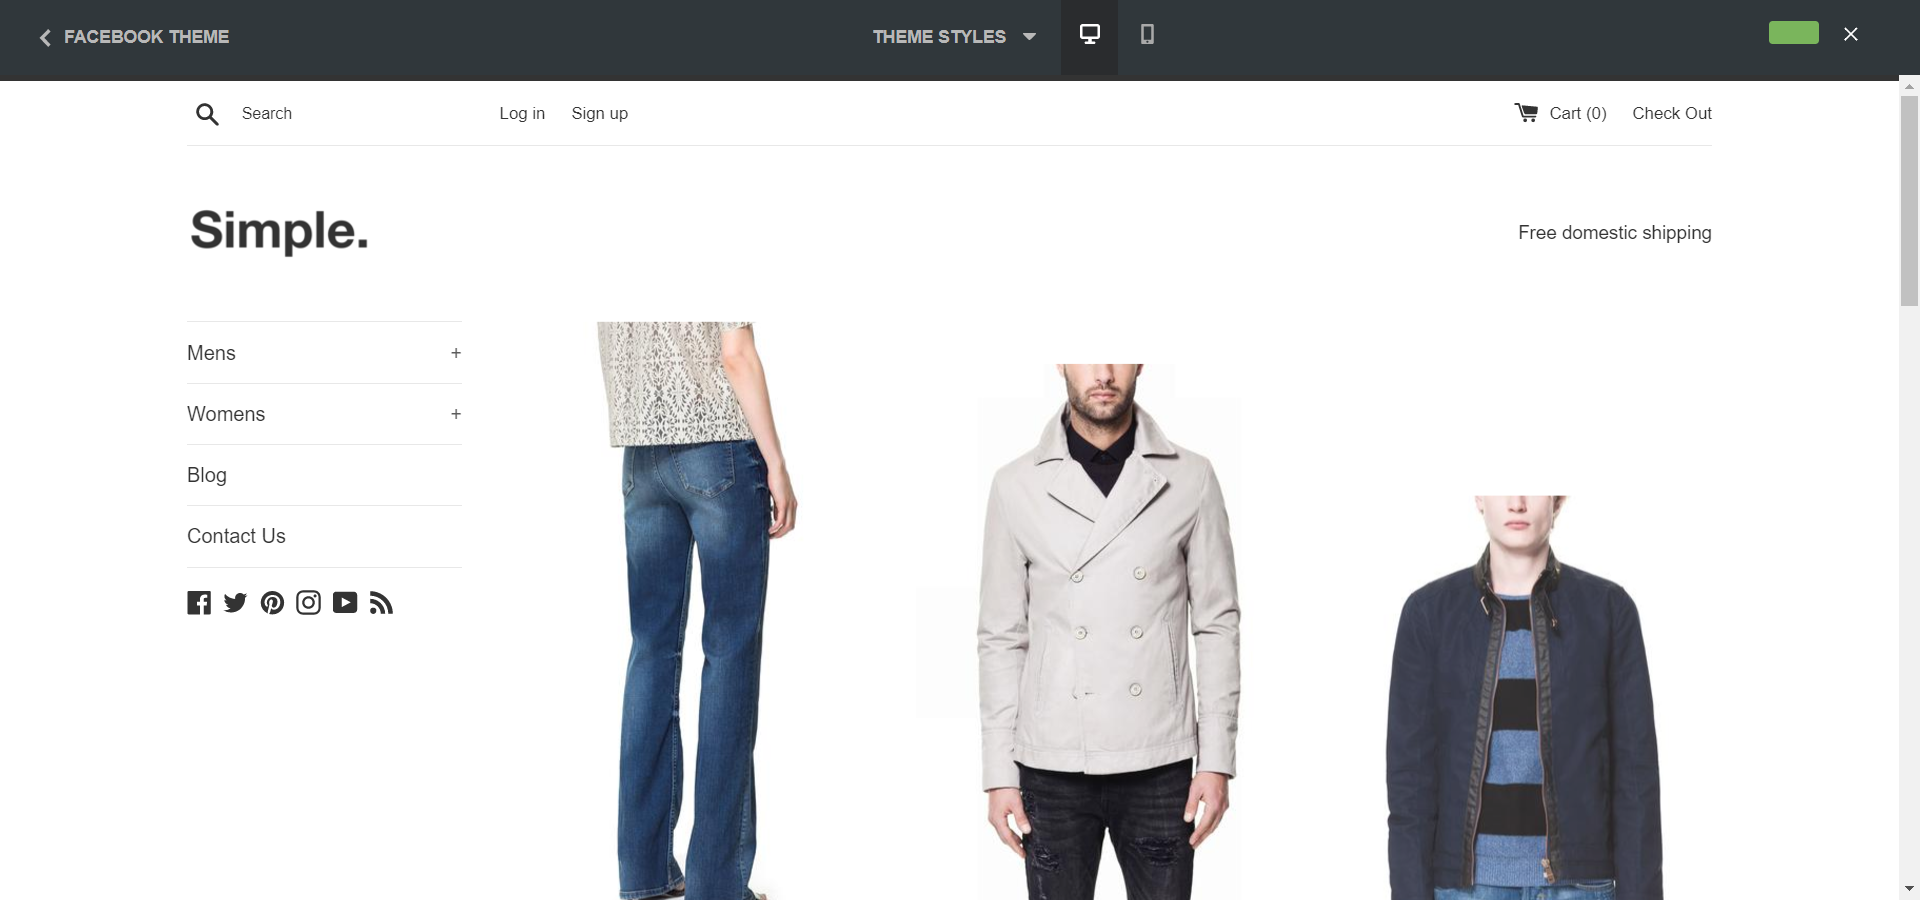 FACEBOOK THEME
THEME STYLES
Search
Log in
Sign up
Cart (0)
Check Out
Simple.
Free domestic shipping
Mens +
Womens +
Blog
Contact Us